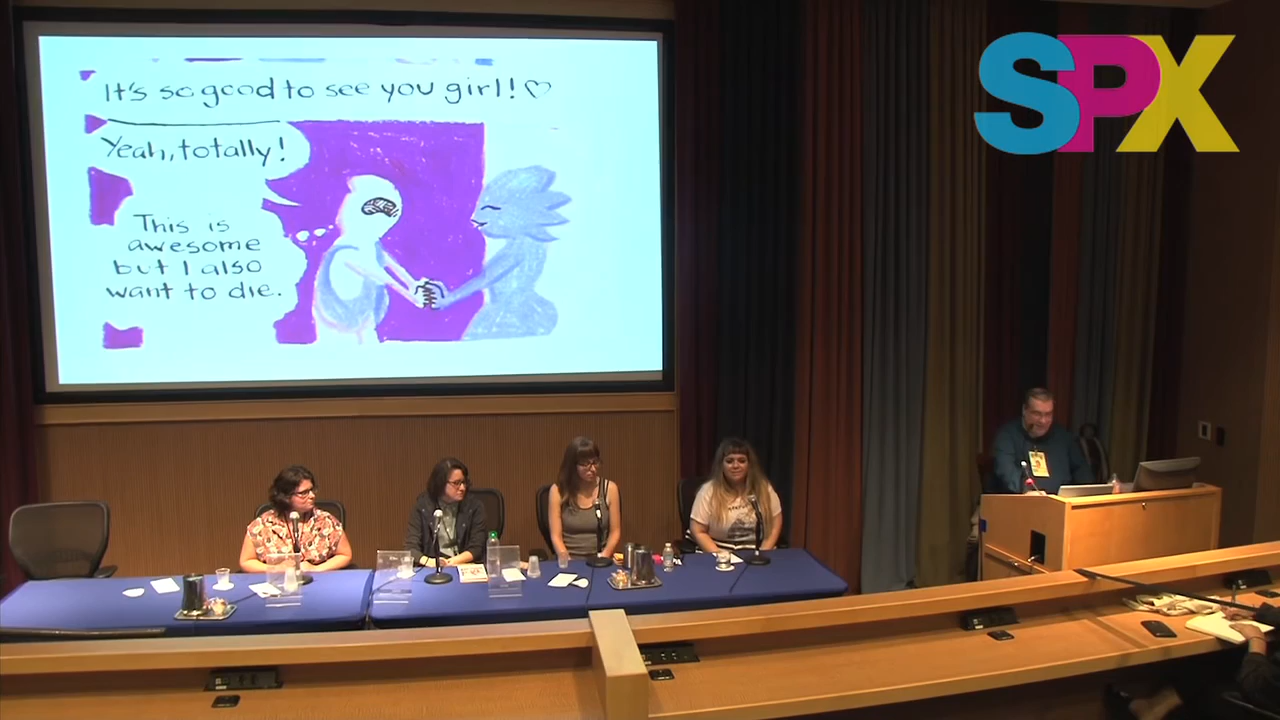 It's so good to see you girl! ♡
Yeah, totally!
This is
awesome
but I also
want to die.
SPX